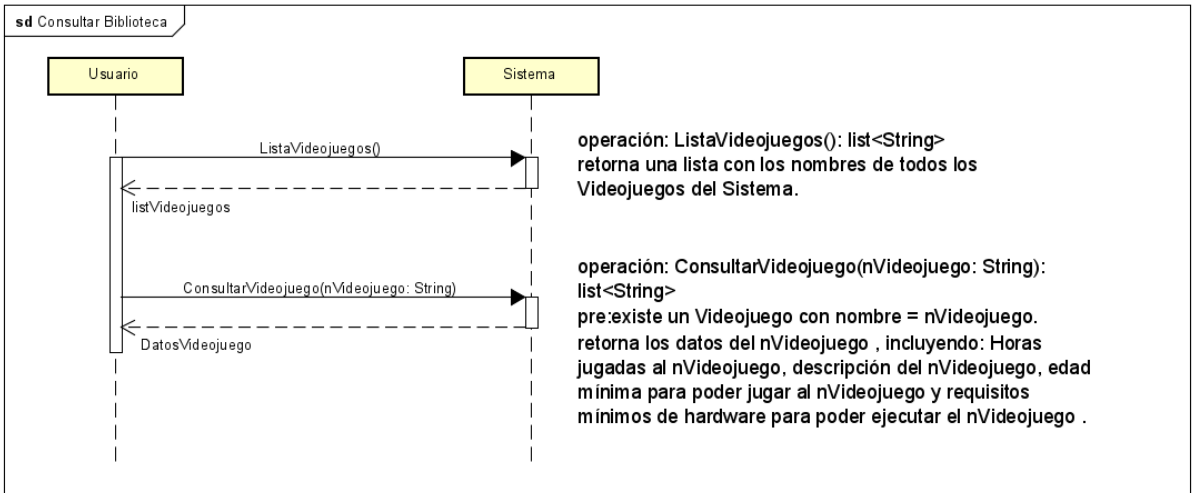 sd Consultar Biblioteca
Usuario
Sistema
ListaVideojuegos()
listVideojuegos
operación: ListaVideojuegos(): list<String>
retorna una lista con los nombres de todos los
Videojuegos del Sistema.
ConsultarVideojuego(nVideojuego: String)
DatosVideojuego
operación: ConsultarVideojuego(nVideojuego: String):
list<String>
pre:existe un Videojuego con nombre = nVideojuego.
retorna los datos del nVideojuego , incluyendo: Horas
jugadas al nVideojuego, descripción del nVideojuego, edad
mínima para poder jugar al nVideojuego y requisitos
mínimos de hardware para poder ejecutar el nVideojuego .